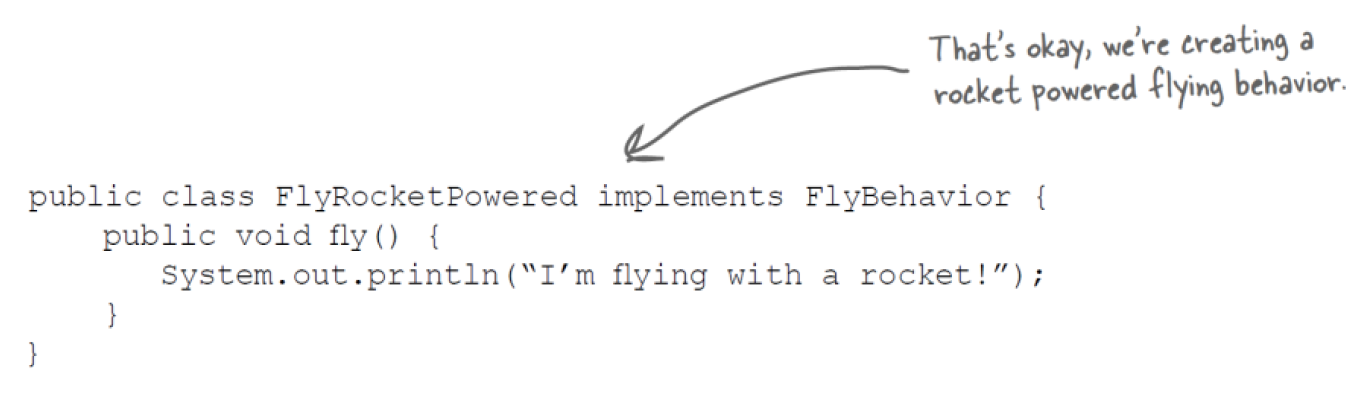 That's okay, we're creating a
rocket powered flying behavior.
public class FlyRocketPowered implements FlyBehavior {
public void fly() {
System.out.println(“I’m flying with a rocket!”);
}
}